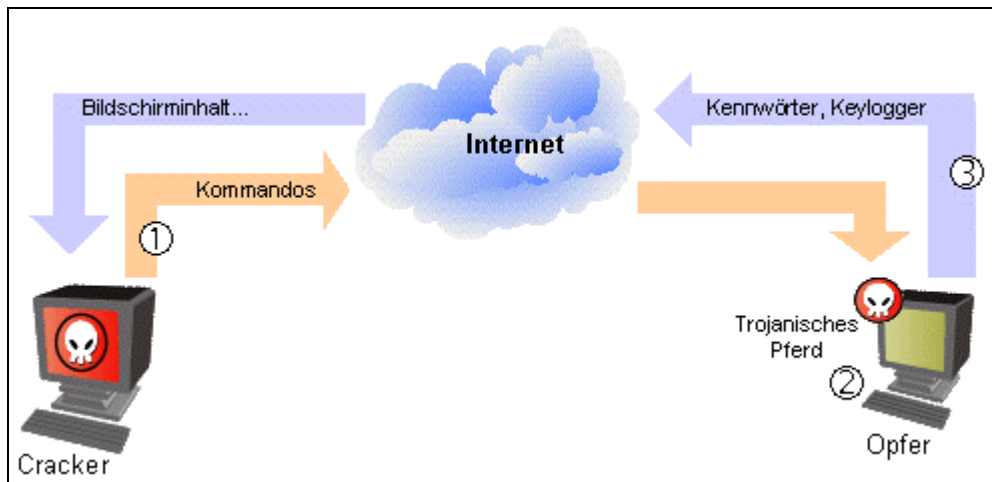 Bildschirminhalt...
Kennwörter, Keylogger
Internet
Kommandos
①
③
Trojanisches
Pferd
②
Cracker
Opfer